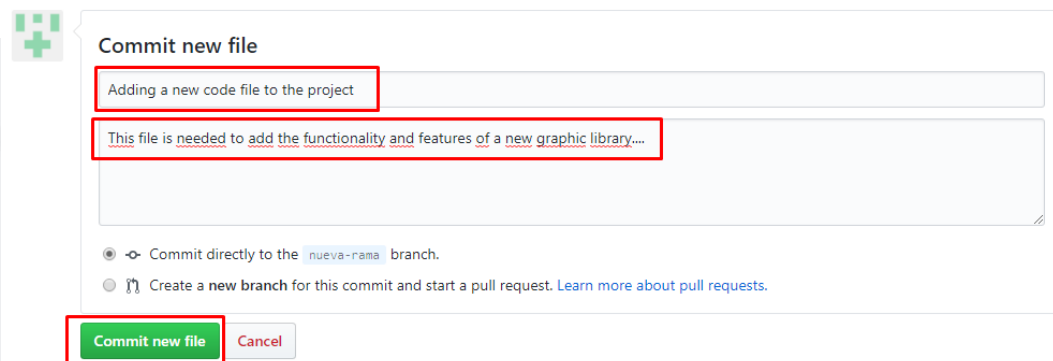 Commit new file
Adding a new code file to the project
This file is needed to add the functionality and features of a new graphic library....
Commit directly to the nueva-rama branch.
Create a new branch for this commit and start a pull request. Learn more about pull requests.
Commit new file Cancel